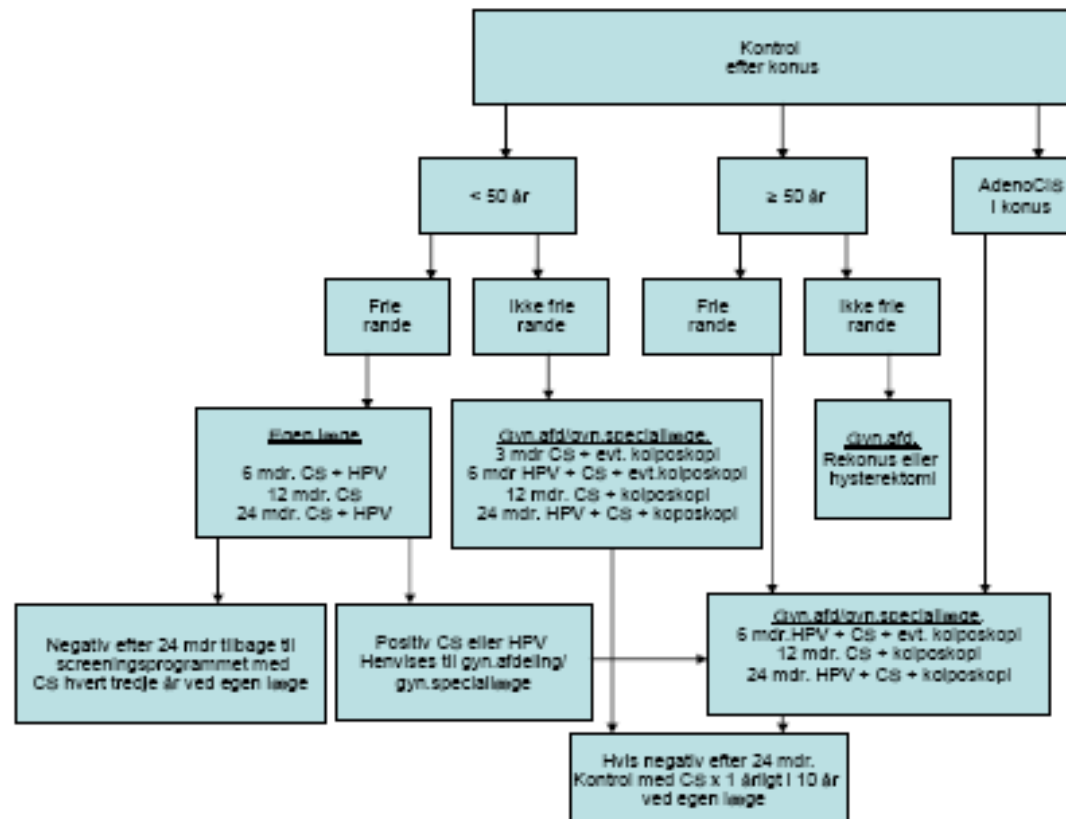 Kontrol
efter konus
< 50 år
≥ 50 år
AdenoCIS
i konus
Frie
rande
Ikke frie
rande
Frie
rande
Ikke frie
rande
Egen læge
6 mdr. CS + HPV
12 mdr. CS
24 mdr. CS + HPV
Gyn.afd/gyn.speciallæge.
3 mdr CS + evt. kolposkopi
6 mdr HPV + CS + evt.kolposkopi
12 mdr. CS + kolposkopi
24 mdr. HPV + CS + koposkopi
Gyn.afd.
Rekonus eller
hysterektomi
Negativ efter 24 mdr tilbage til
screeningsprogrammet med
CS hvert tredje år ved egen læge
Positiv CS eller HPV
Henvises til gyn.afdeling/
gyn.speciallæge
Gyn.afd/gyn.speciallæge.
6 mdr.HPV + CS + evt. kolposkopi
12 mdr. CS + kolposkopi
24 mdr. HPV + CS + kolposkopi
Hvis negativ efter 24 mdr.
Kontrol med CS x 1 årligt i 10 år
ved egen læge